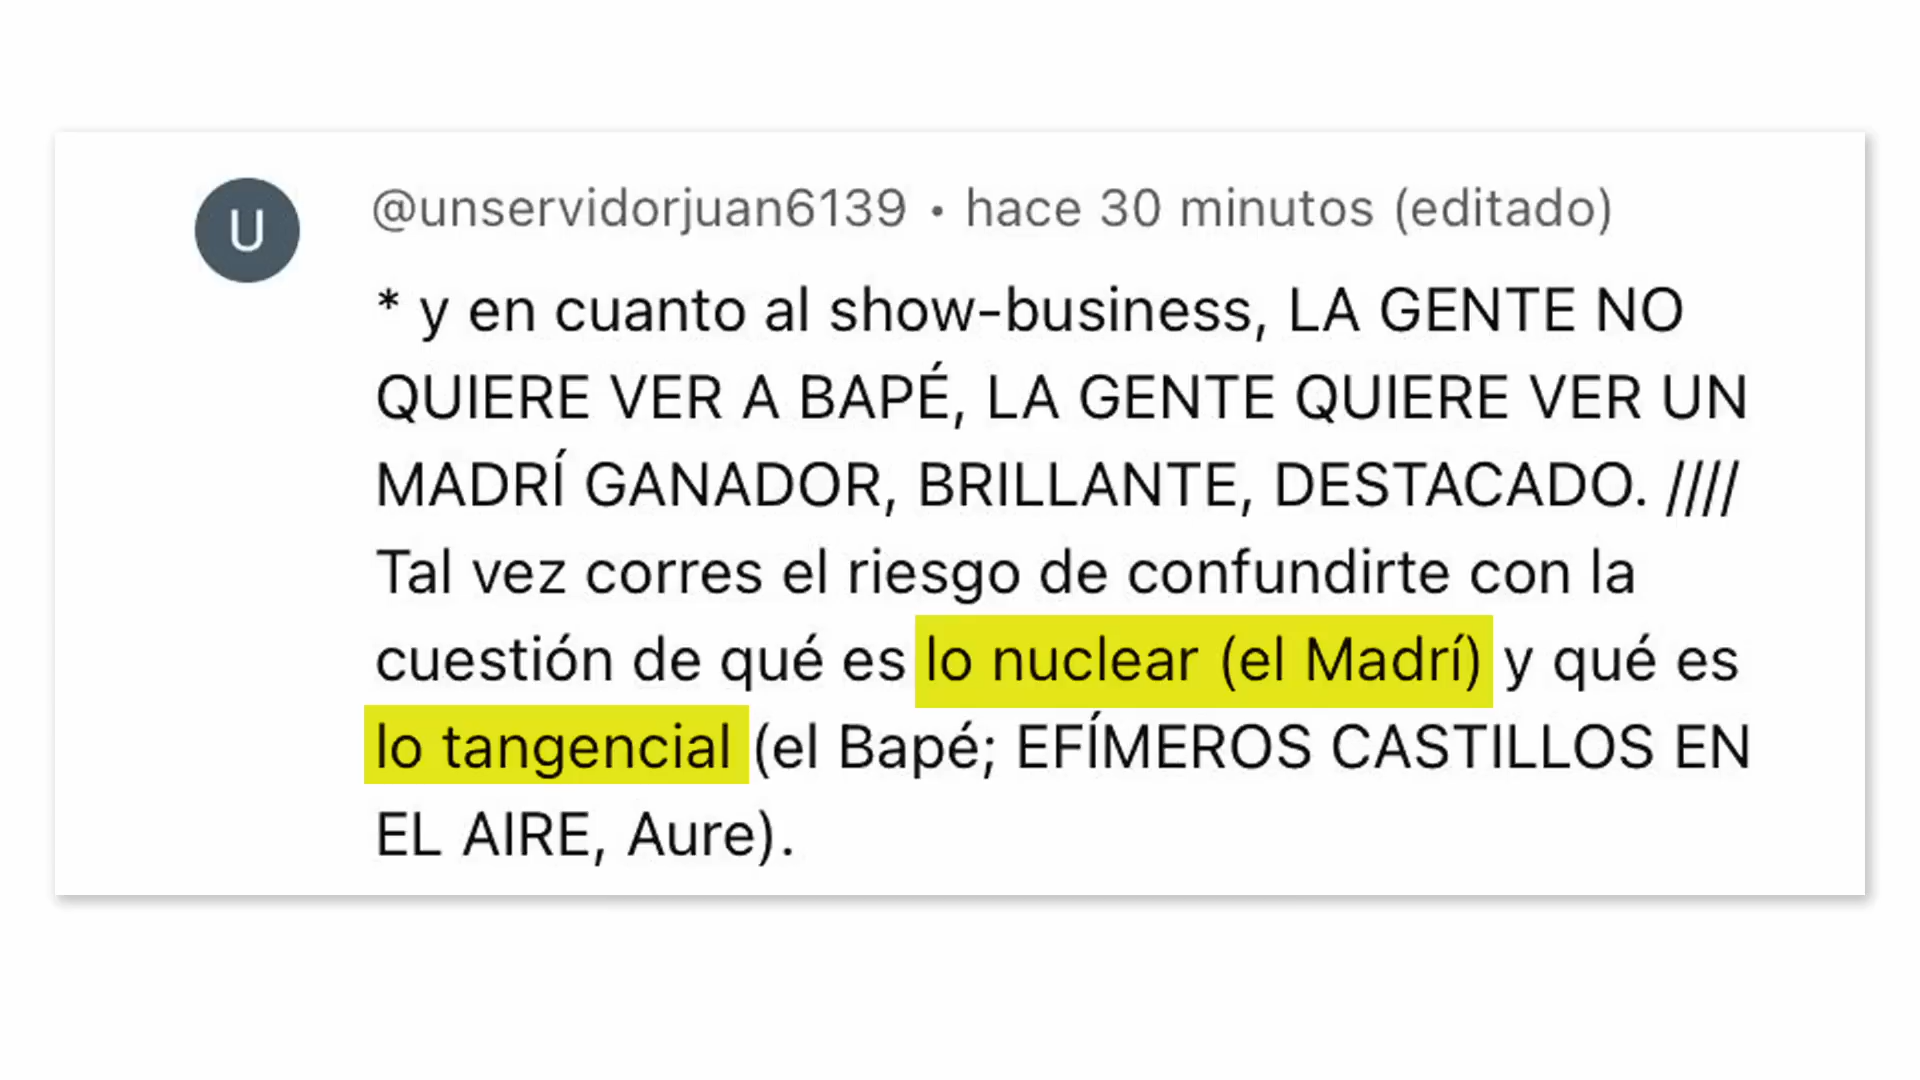 U
@unservidorjuan6139 • hace 30 minutos (editado)
* y en cuanto al show-business, LA GENTE NO
QUIERE VER A BAPÉ, LA GENTE QUIERE VER UN
MADRÍ GANADOR, BRILLANTE, DESTACADO. ////
Tal vez corres el riesgo de confundirte con la
cuestión de qué es lo nuclear (el Madrí) y qué es
lo tangencial (el Bapé; EFÍMEROS CASTILLOS EN
EL AIRE, Aure).